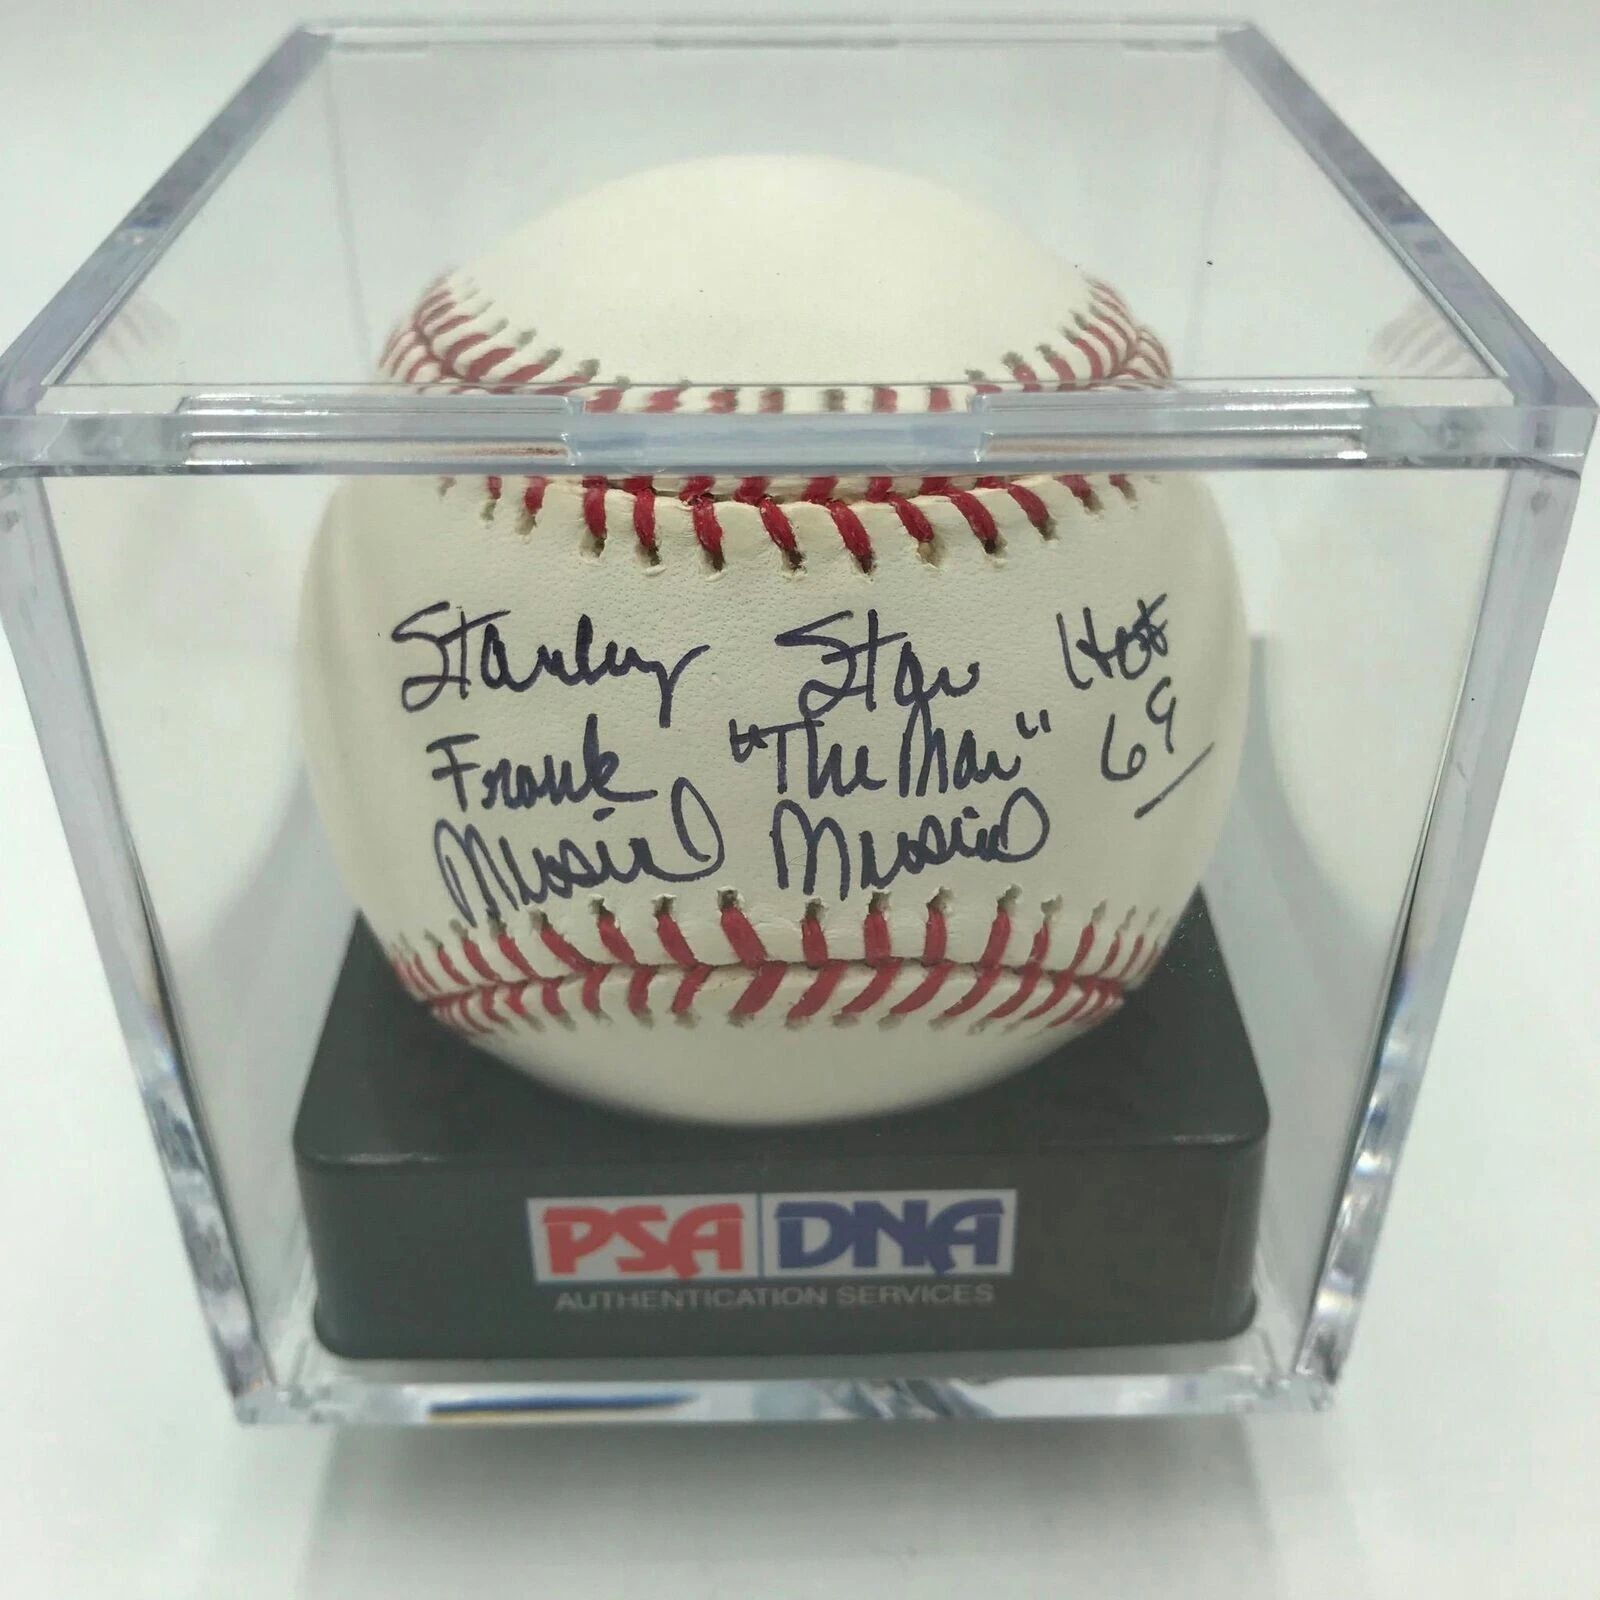 Stanley Stan Hof
Frank "The Man" 69
Musial Musial
PSA DNA
AUTHENTICATION SERVICES